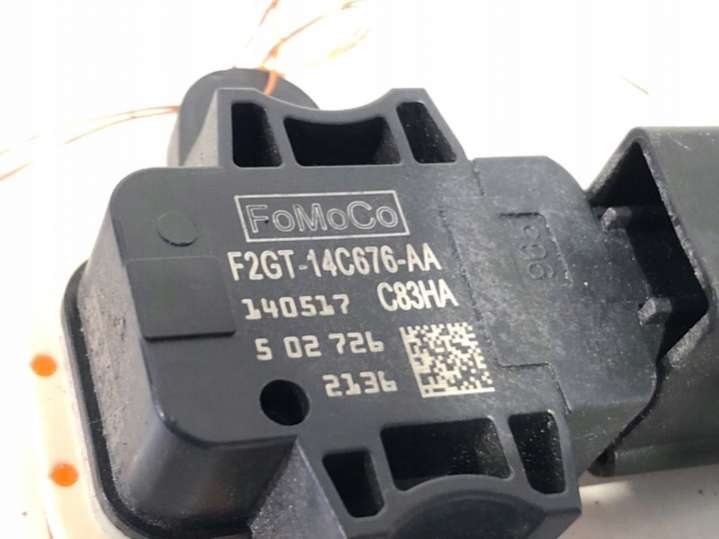 FoMoCo
F2GT-14C676-AA
140517 C83HA
5 02 726
2136